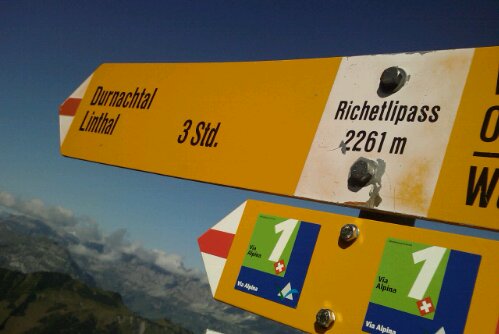 Durnachtal
Linthal
3 Std.
Richetlipass
2261 m
Via
Alpina
1
Via Alpina
Via
Alpina
1
Via Alpina